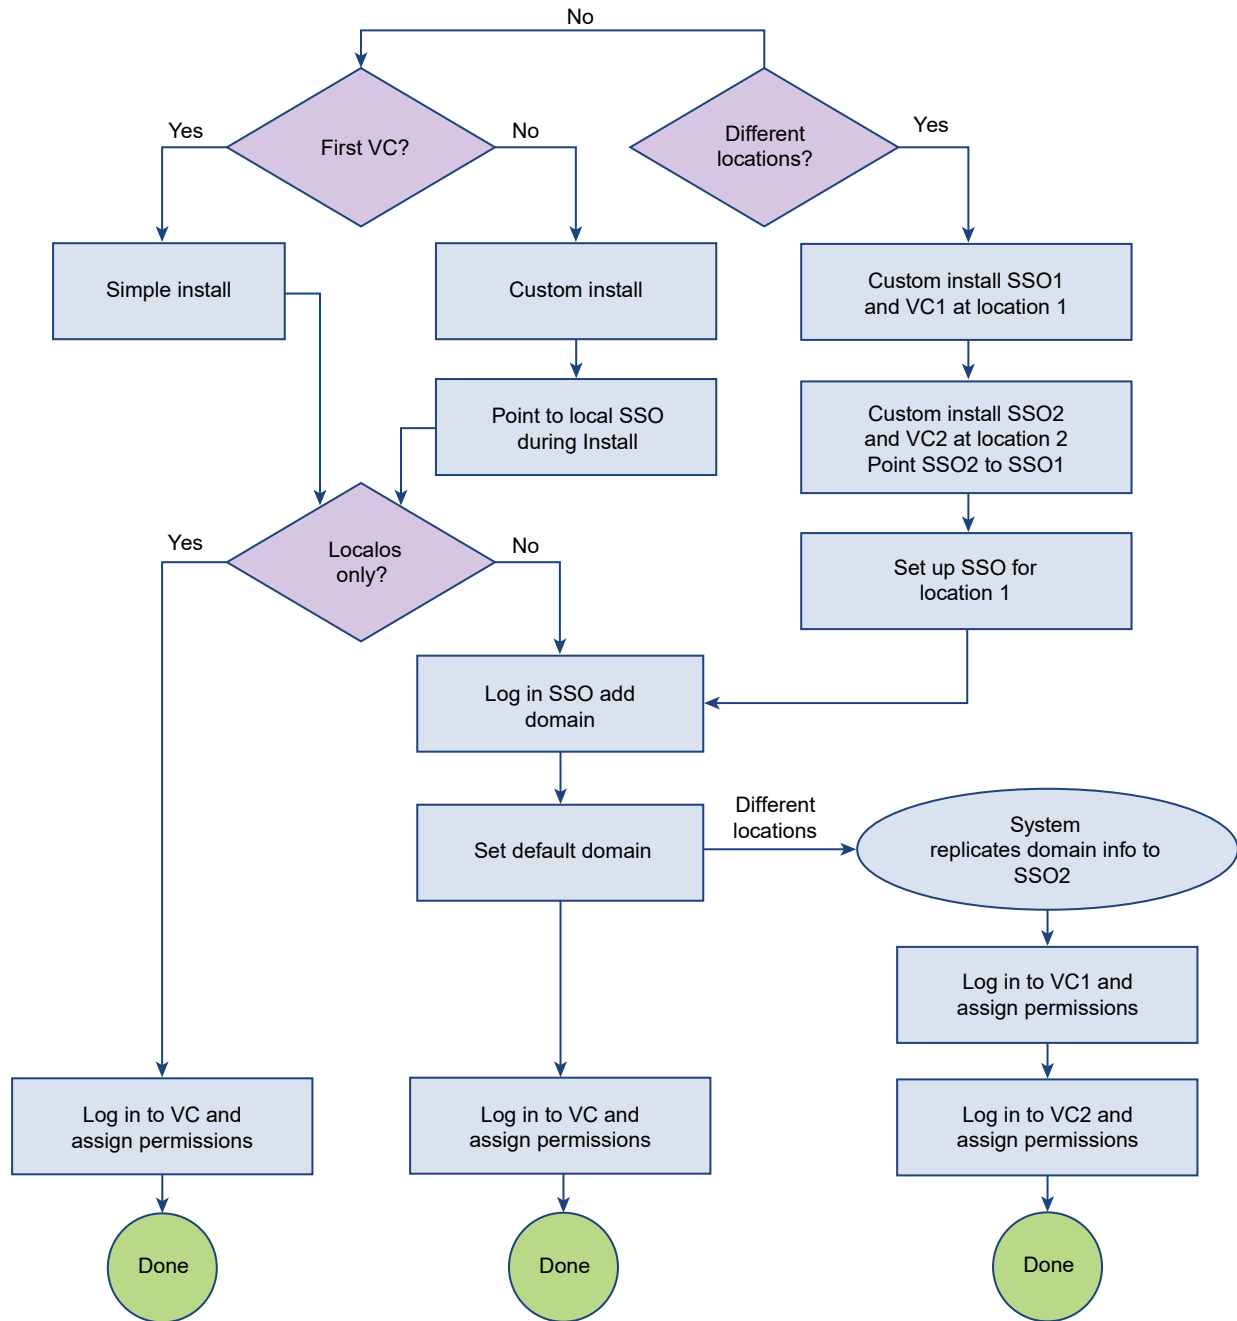 No
Yes
First VC?
No
Different
locations?
Yes
Simple install
Custom install
Custom install SSO1
and VC1 at location 1
Point to local SSO
during Install
Custom install SSO2
and VC2 at location 2
Point SSO2 to SSO1
Yes
Localos
only?
No
Set up SSO for
location 1
Log in SSO add
domain
Set default domain
Different
locations
System
replicates domain info to
SSO2
Log in to VC1 and
assign permissions
Log in to VC and
assign permissions
Log in to VC and
assign permissions
Log in to VC2 and
assign permissions
Done
Done
Done